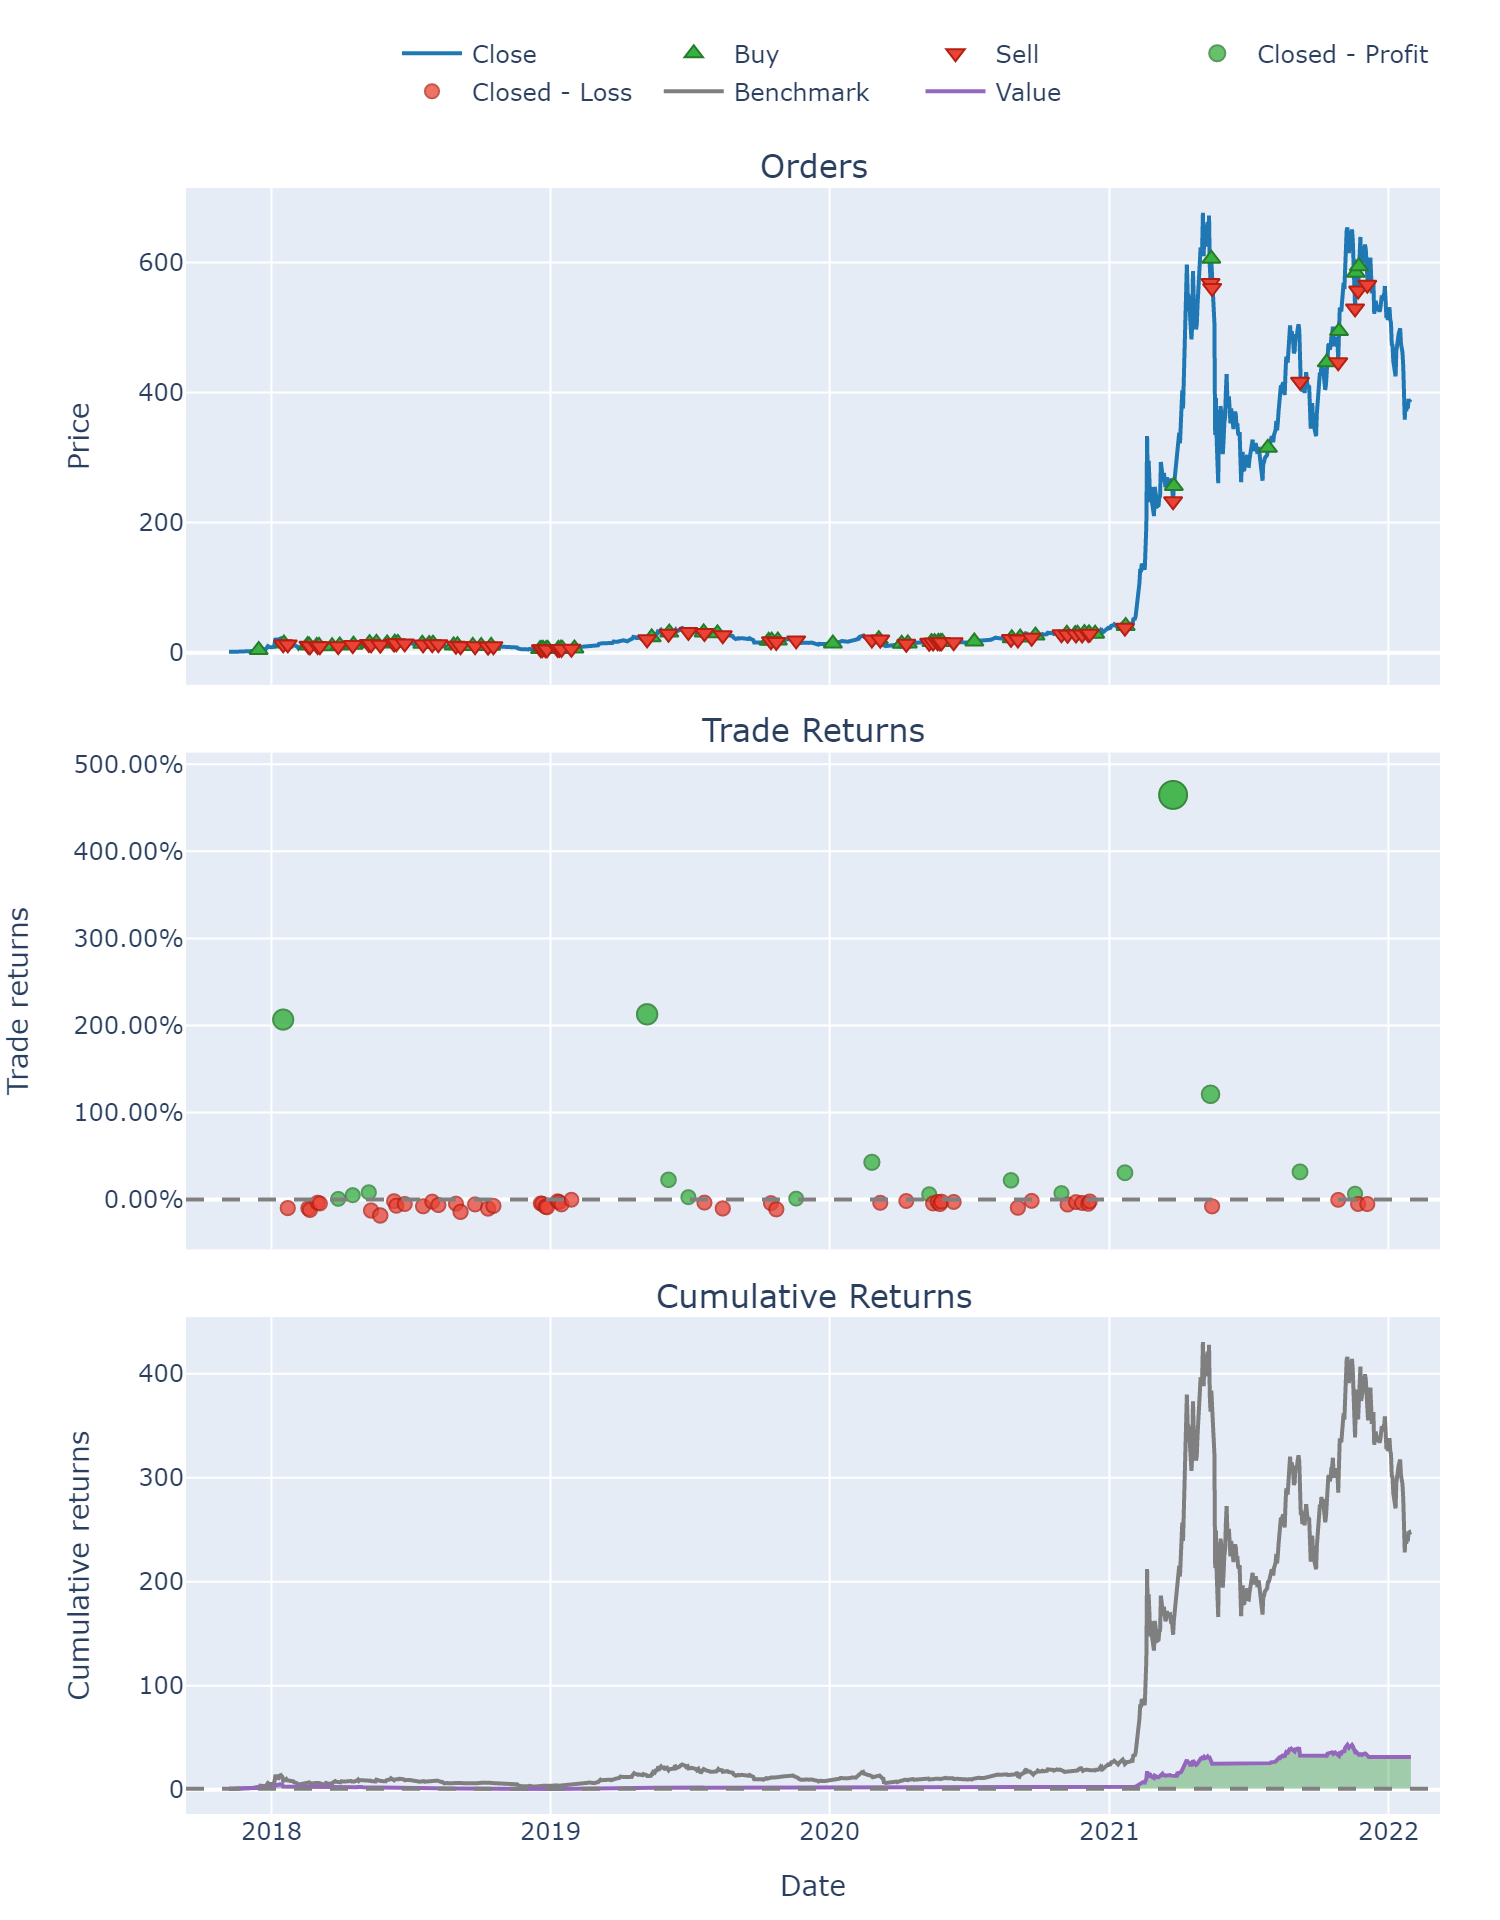 Close Buy Sell Closed - Profit
Closed - Loss Benchmark Value
Orders
600
400
200
0
Price
Trade Returns
500.00%
400.00%
300.00%
200.00%
100.00%
0.00%
Trade returns
Cumulative Returns
400
300
200
100
0
Cumulative returns
2018 2019 2020 2021 2022
Date